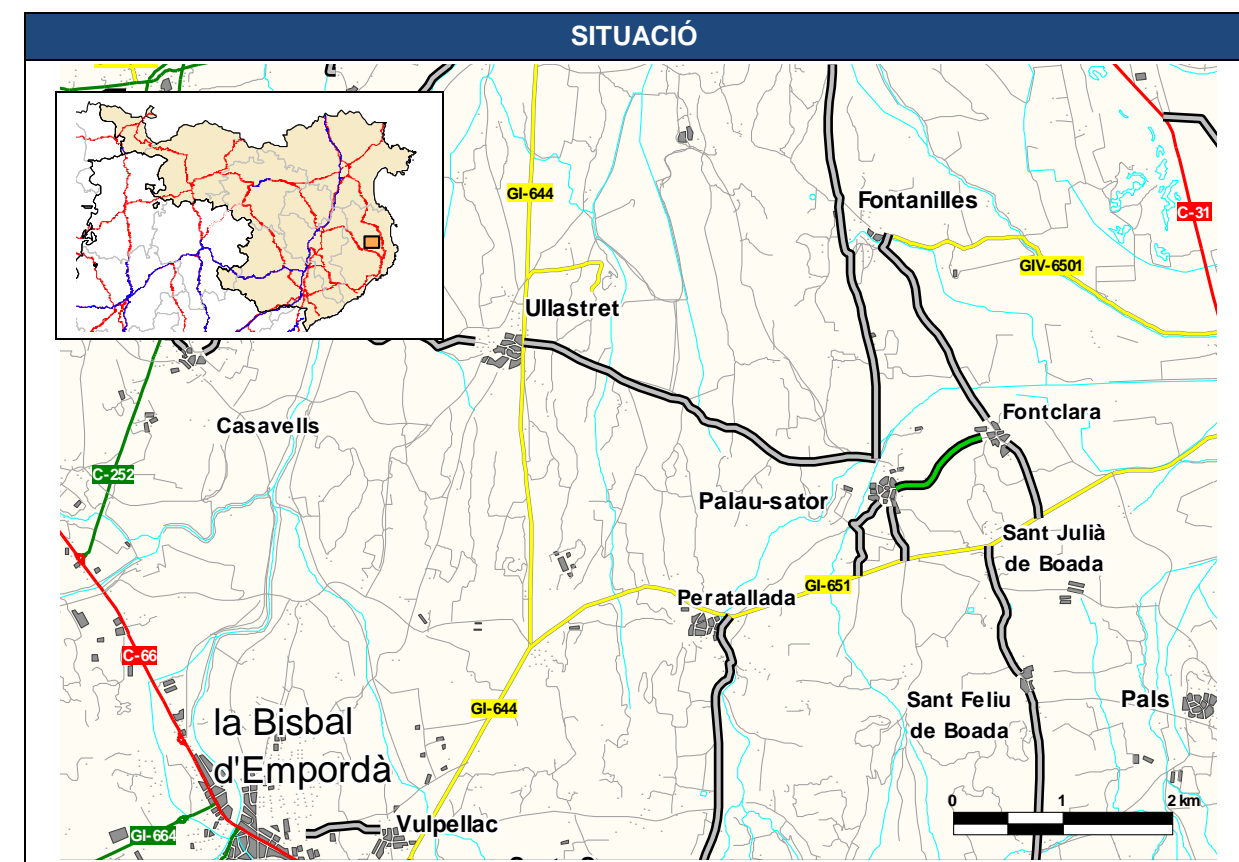 SITUACIÓ
GI-644
Fontanilles
C-31
GIV-6501
Ullastret
Casavells
Fontclara
C-252
Palau-sator
Sant Julià
de Boada
GI-651
Peratallada
C-66
GI-644
Sant Feliu
de Boada
Pals
la Bisbal
d'Empordà
0 1 2 km
Vulpellac
GI-664